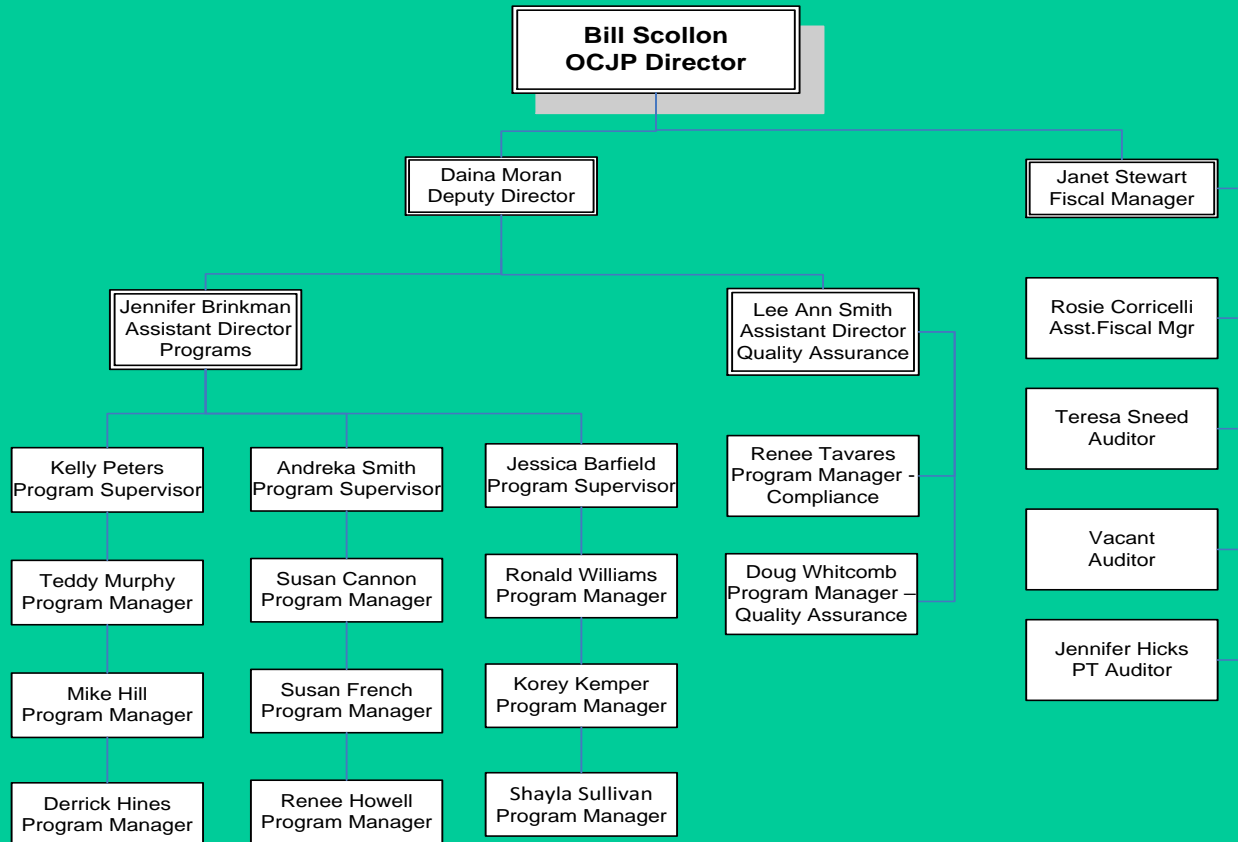 Bill Scollon
OCJP Director
Daina Moran
Deputy Director
Janet Stewart
Fiscal Manager
Jennifer Brinkman
Assistant Director
Programs
Lee Ann Smith
Assistant Director
Quality Assurance
Rosie Corricelli
Asst.Fiscal Mgr
Teresa Sneed
Auditor
Vacant
Auditor
Jennifer Hicks
PT Auditor
Kelly Peters
Program Supervisor
Teddy Murphy
Program Manager
Mike Hill
Program Manager
Derrick Hines
Program Manager
Andreka Smith
Program Supervisor
Susan Cannon
Program Manager
Susan French
Program Manager
Renee Howell
Program Manager
Jessica Barfield
Program Supervisor
Ronald Williams
Program Manager
Korey Kemper
Program Manager
Shayla Sullivan
Program Manager
Renee Tavares
Program Manager -
Compliance
Doug Whitcomb
Program Manager –
Quality Assurance